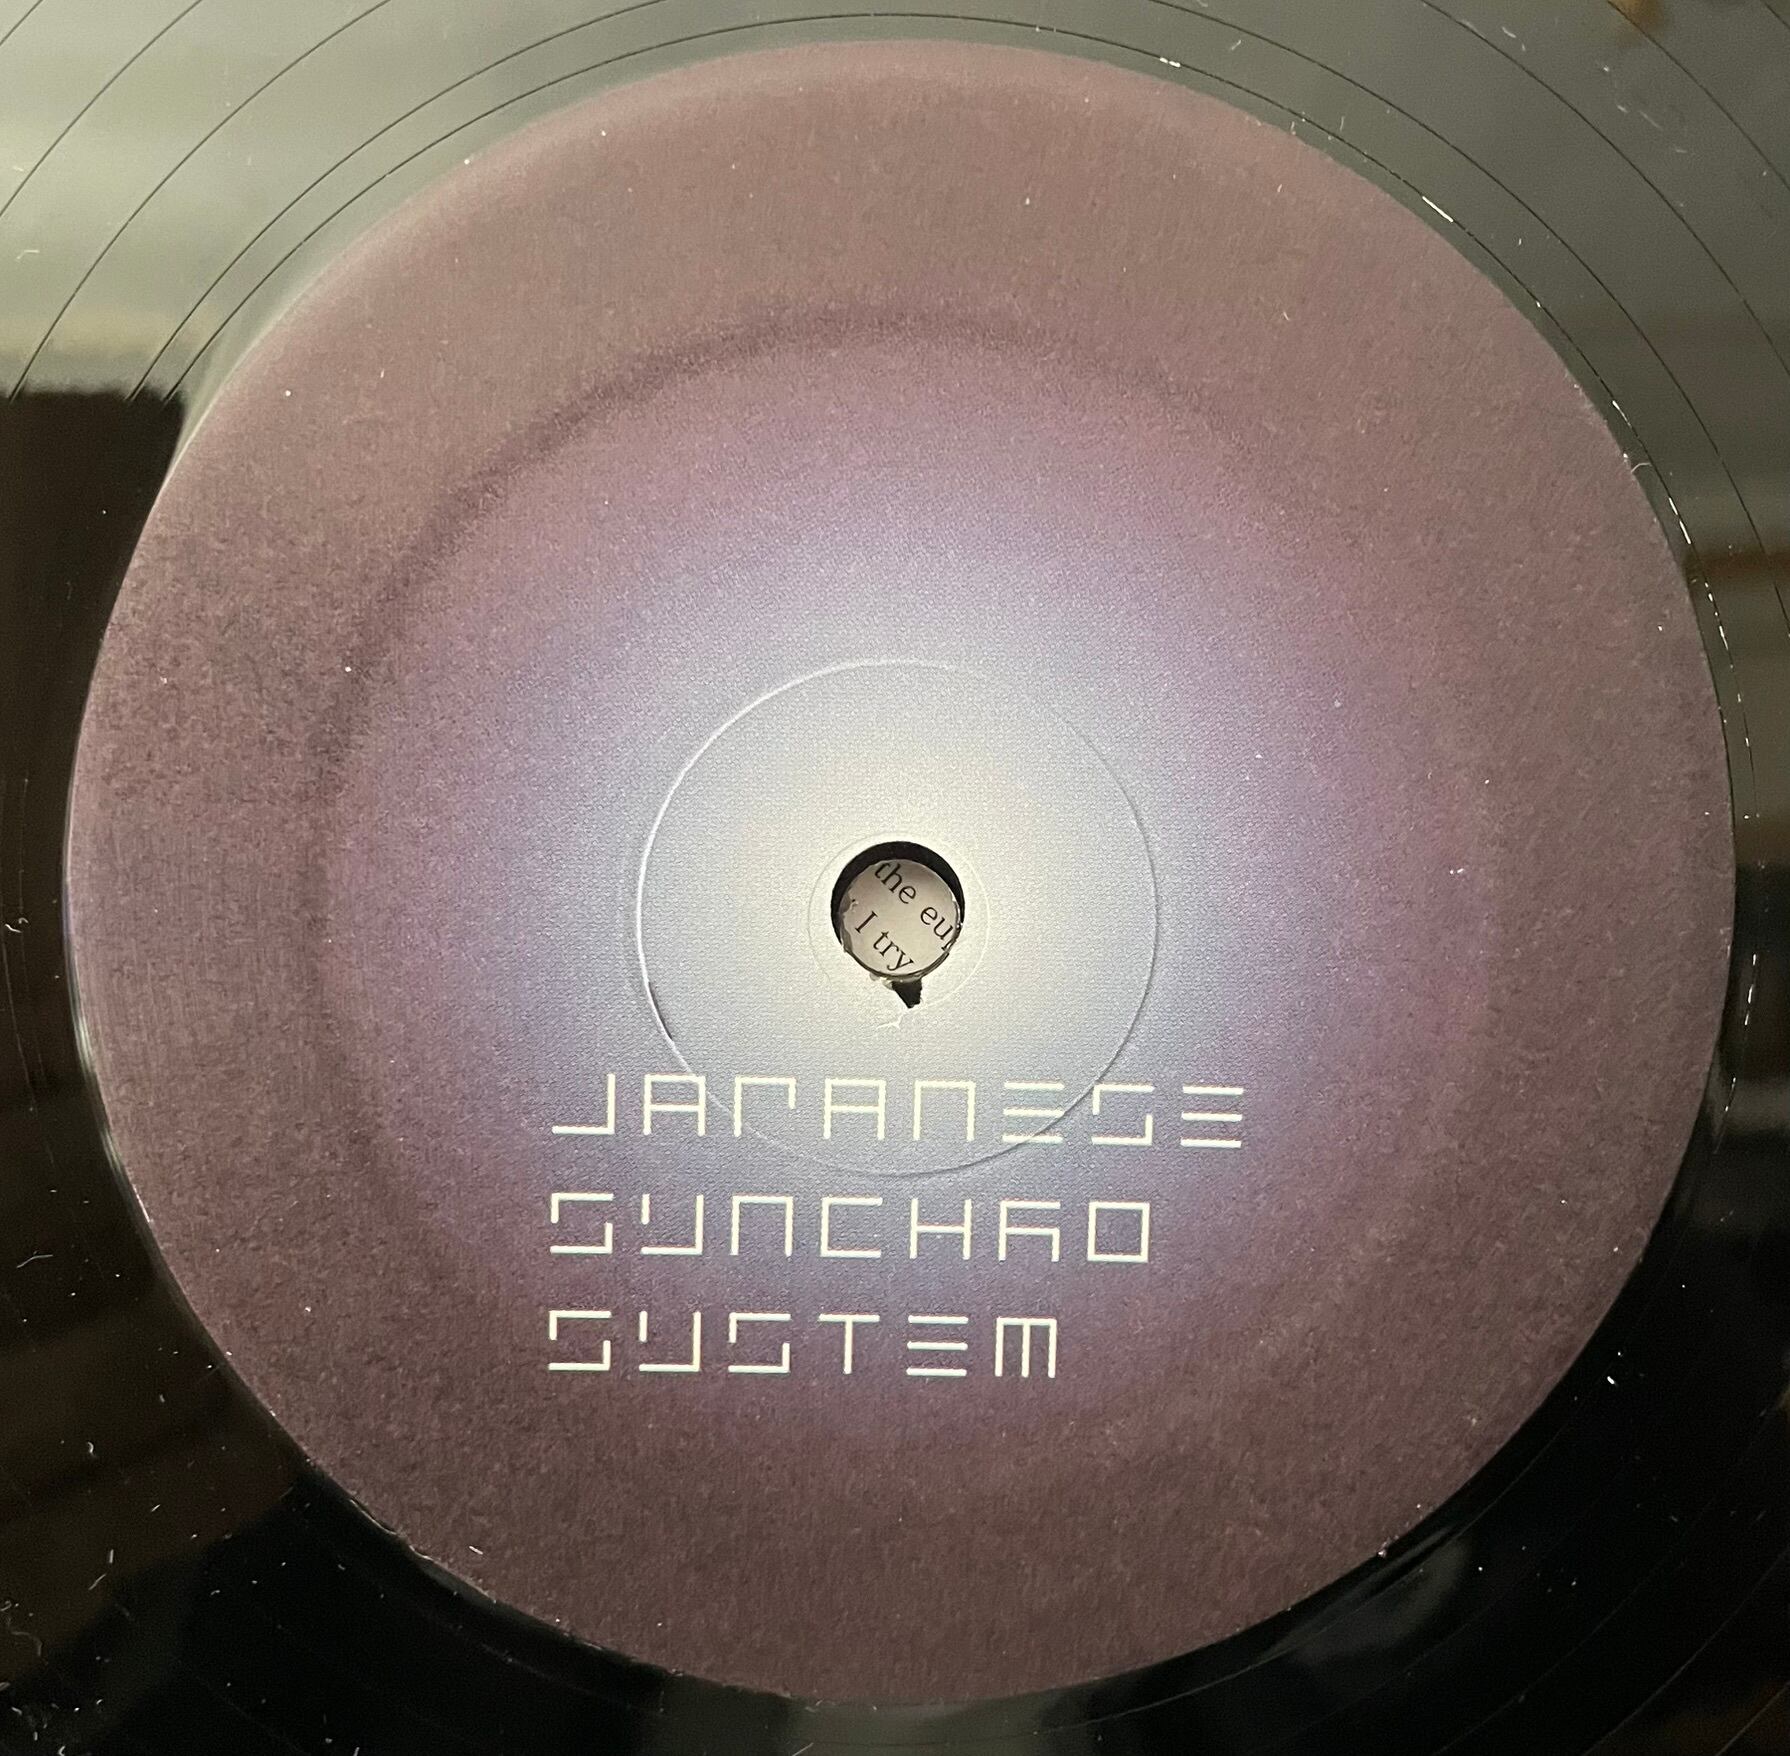 the eu
I try
JAPANESE
SYNCHRO
SYSTEM